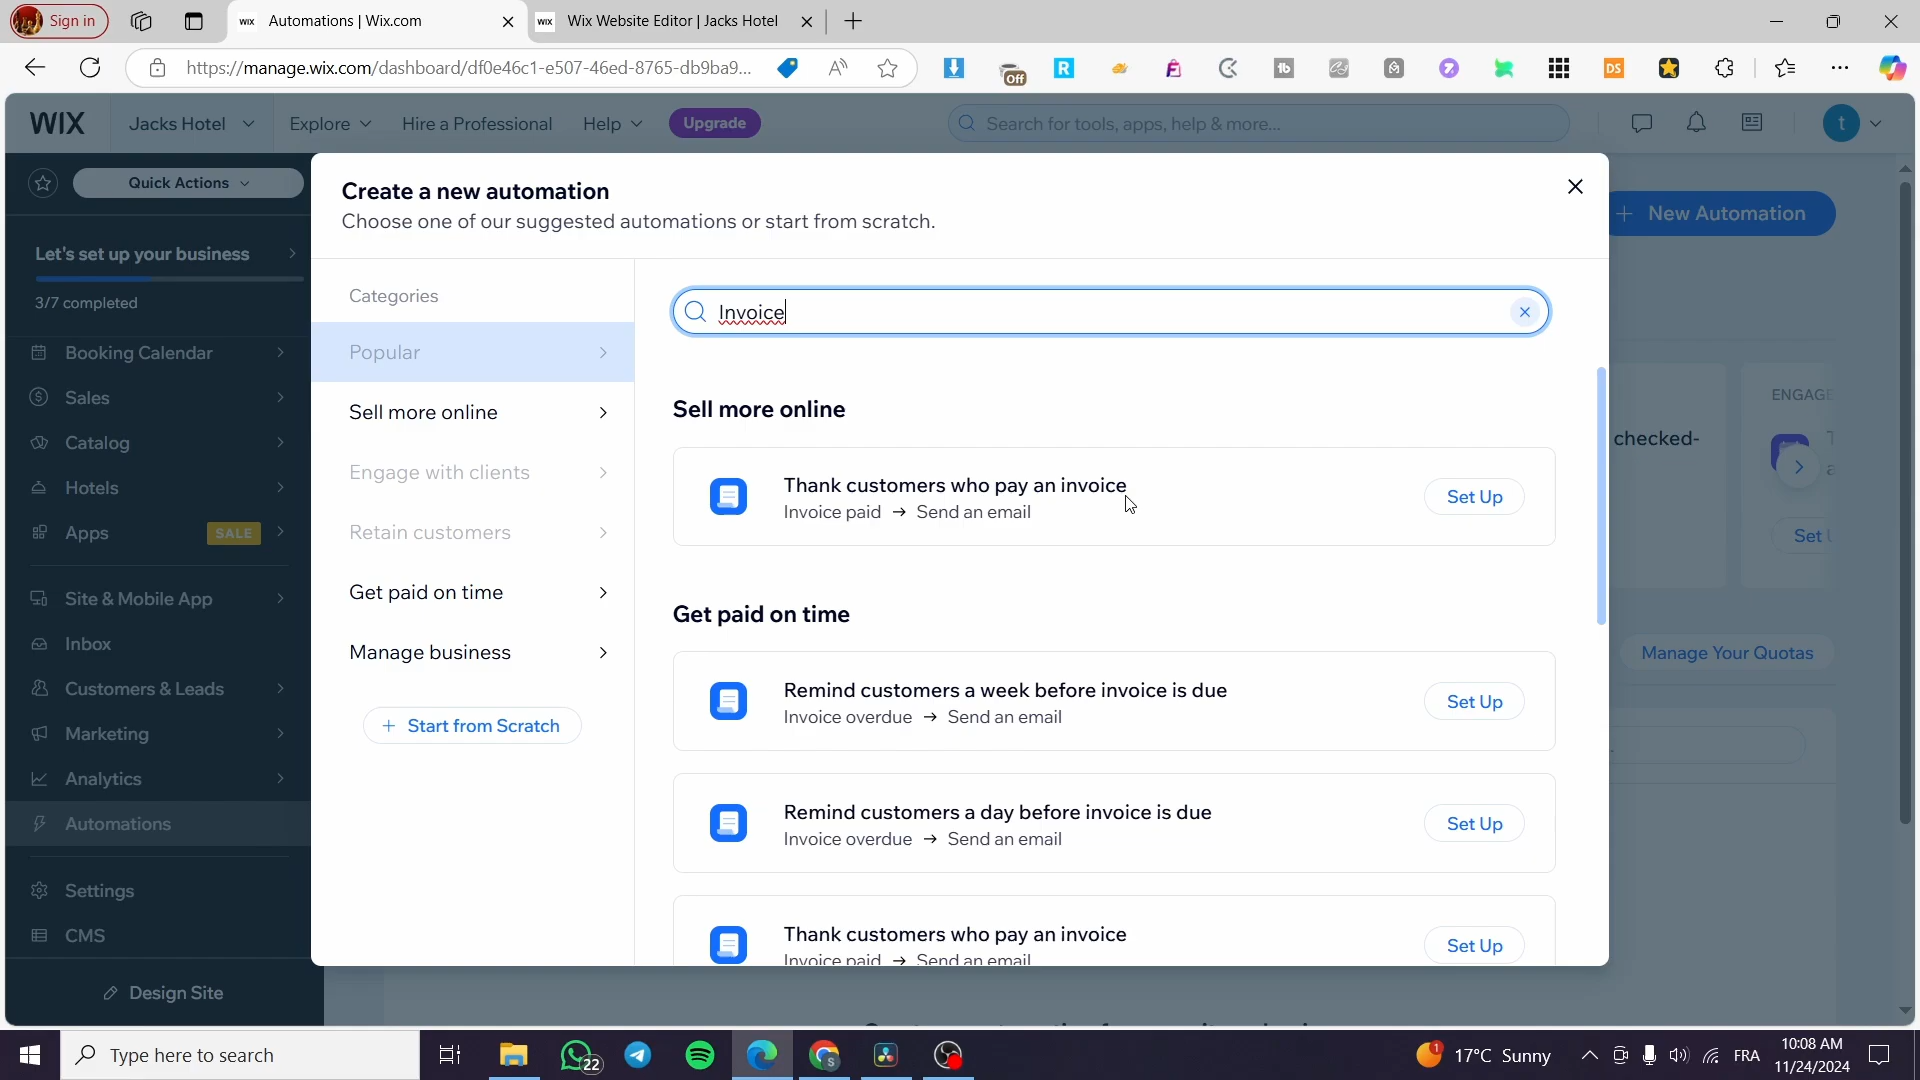 Sign in
WIX Automations | Wix.com
WIX Wix Website Editor | Jacks Hotel
https://manage.wix.com/dashboard/df0e46c1-e507-46ed-8765-db9ba9...
Off
WIX
Jacks Hotel
Explore
Hire a Professional
Help
Upgrade
Search for tools, apps, help & more...
t
Quick Actions
Let's set up your business
3/7 completed
Booking Calendar
Sales
Catalog
Hotels
Apps
SALE
Site & Mobile App
Inbox
Customers & Leads
Marketing
Analytics
Automations
Settings
CMS
Design Site
Create a new automation
Choose one of our suggested automations or start from scratch.
Categories
Popular
Sell more online
Engage with clients
Retain customers
Get paid on time
Manage business
+ Start from Scratch
Invoice
Sell more online
Thank customers who pay an invoice
Invoice paid → Send an email
Set Up
Get paid on time
Remind customers a week before invoice is due
Invoice overdue → Send an email
Set Up
Remind customers a day before invoice is due
Invoice overdue → Send an email
Set Up
Thank customers who pay an invoice
Invoice paid → Send an email
Set Up
+ New Automation
checked-
ENGAGE
Set U
Manage Your Quotas
Type here to search
22
1
17°C Sunny
FRA
10:08 AM
11/24/2024